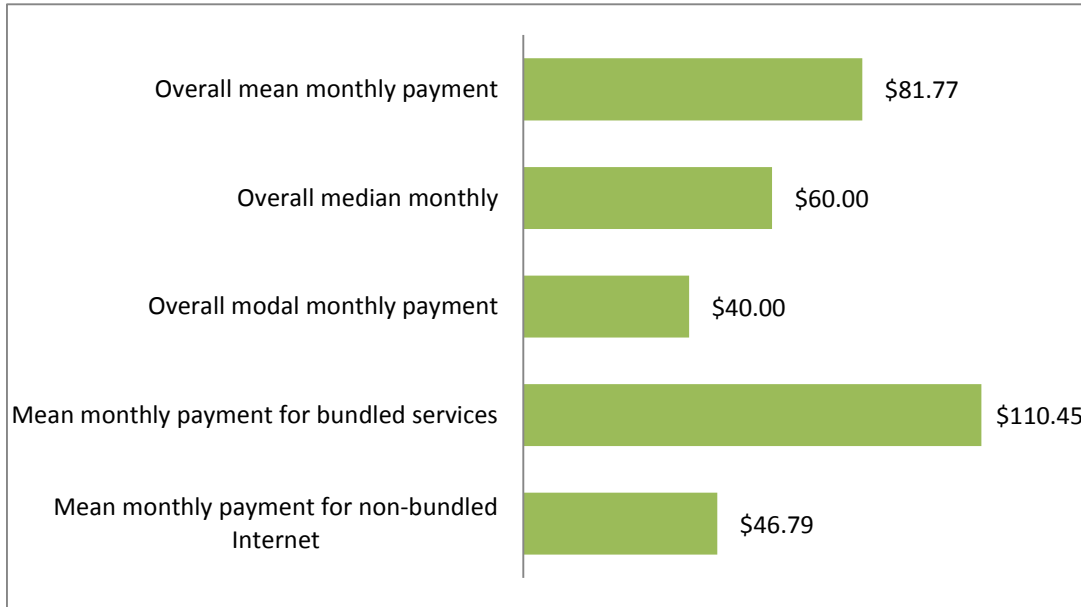 Overall mean monthly payment
$81.77
Overall median monthly
$60.00
Overall modal monthly payment
$40.00
Mean monthly payment for bundled services
$110.45
Mean monthly payment for non-bundled
Internet
$46.79